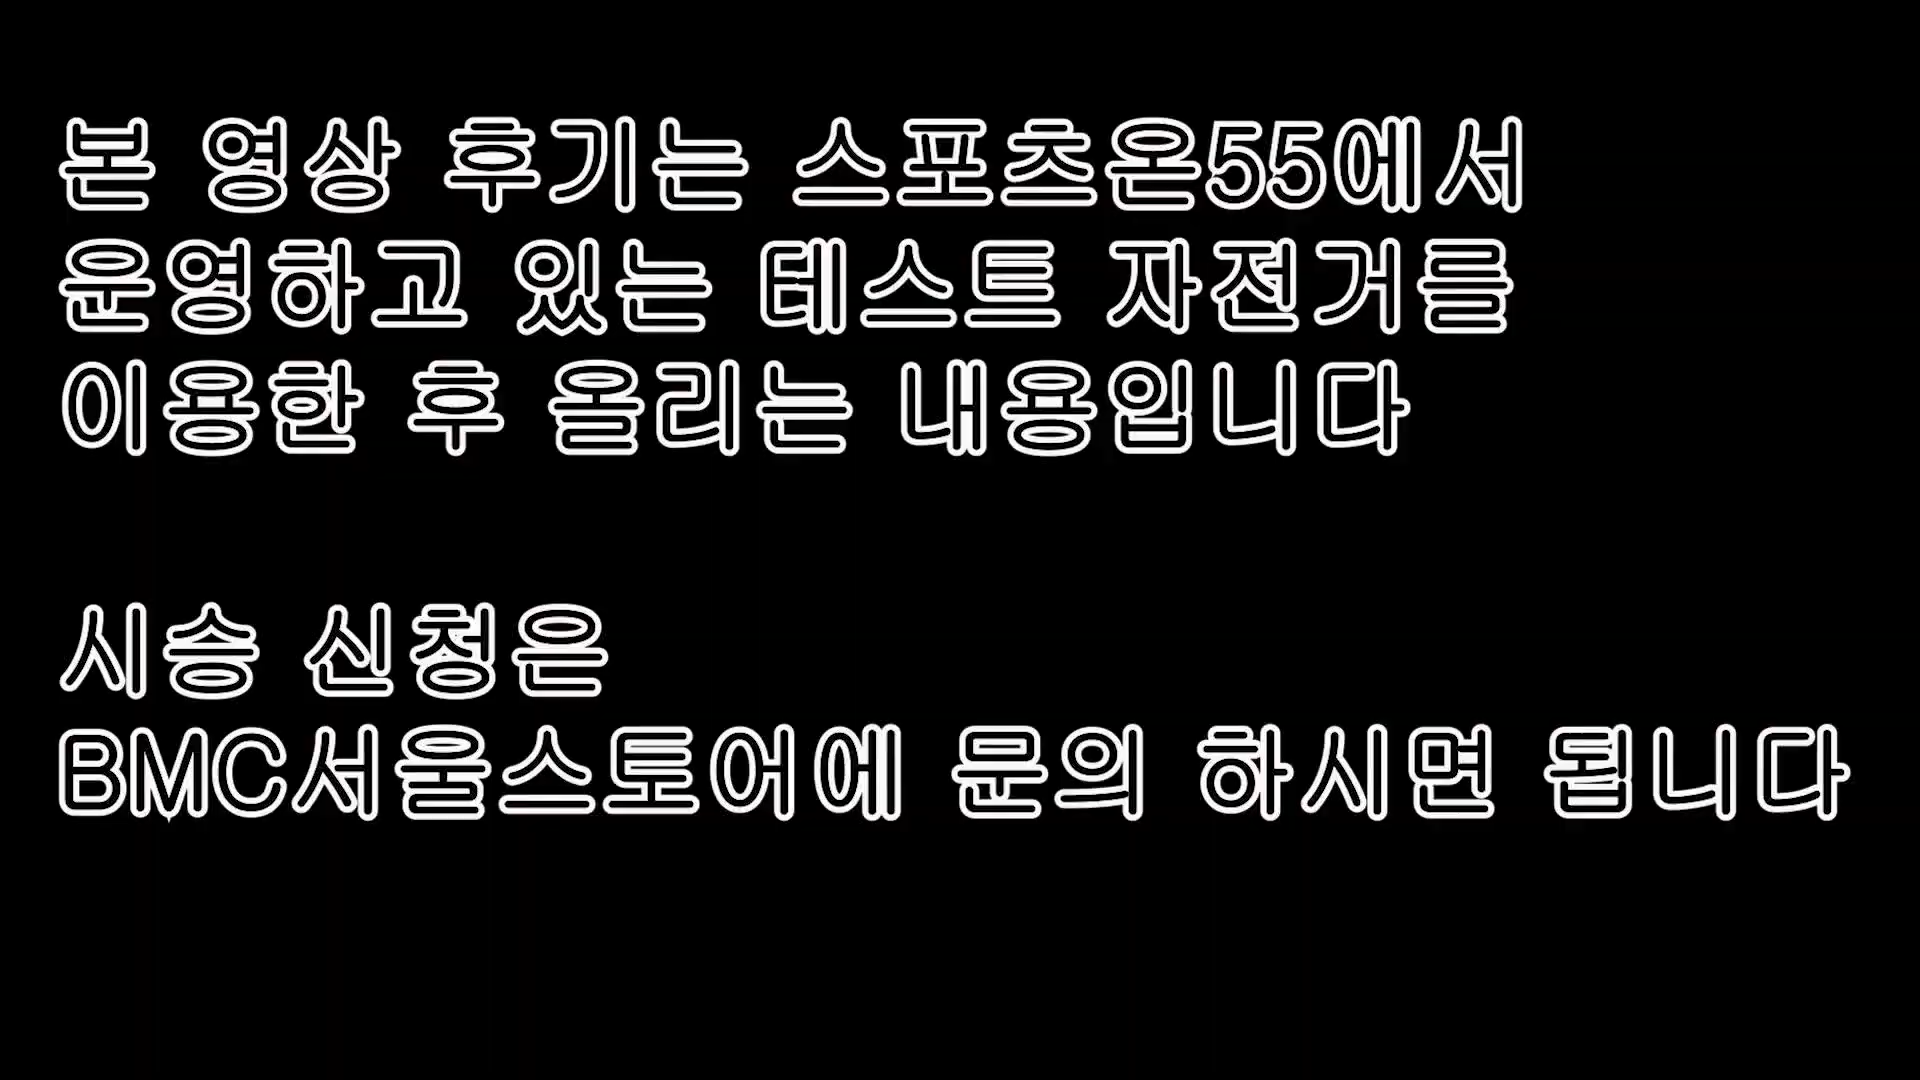 본 영상 후기는 스포츠온55에서
운영하고 있는 테스트 자전거를
이용한 후 올리는 내용입니다
시승 신청은
BMC서울스토어에 문의 하시면 됩니다